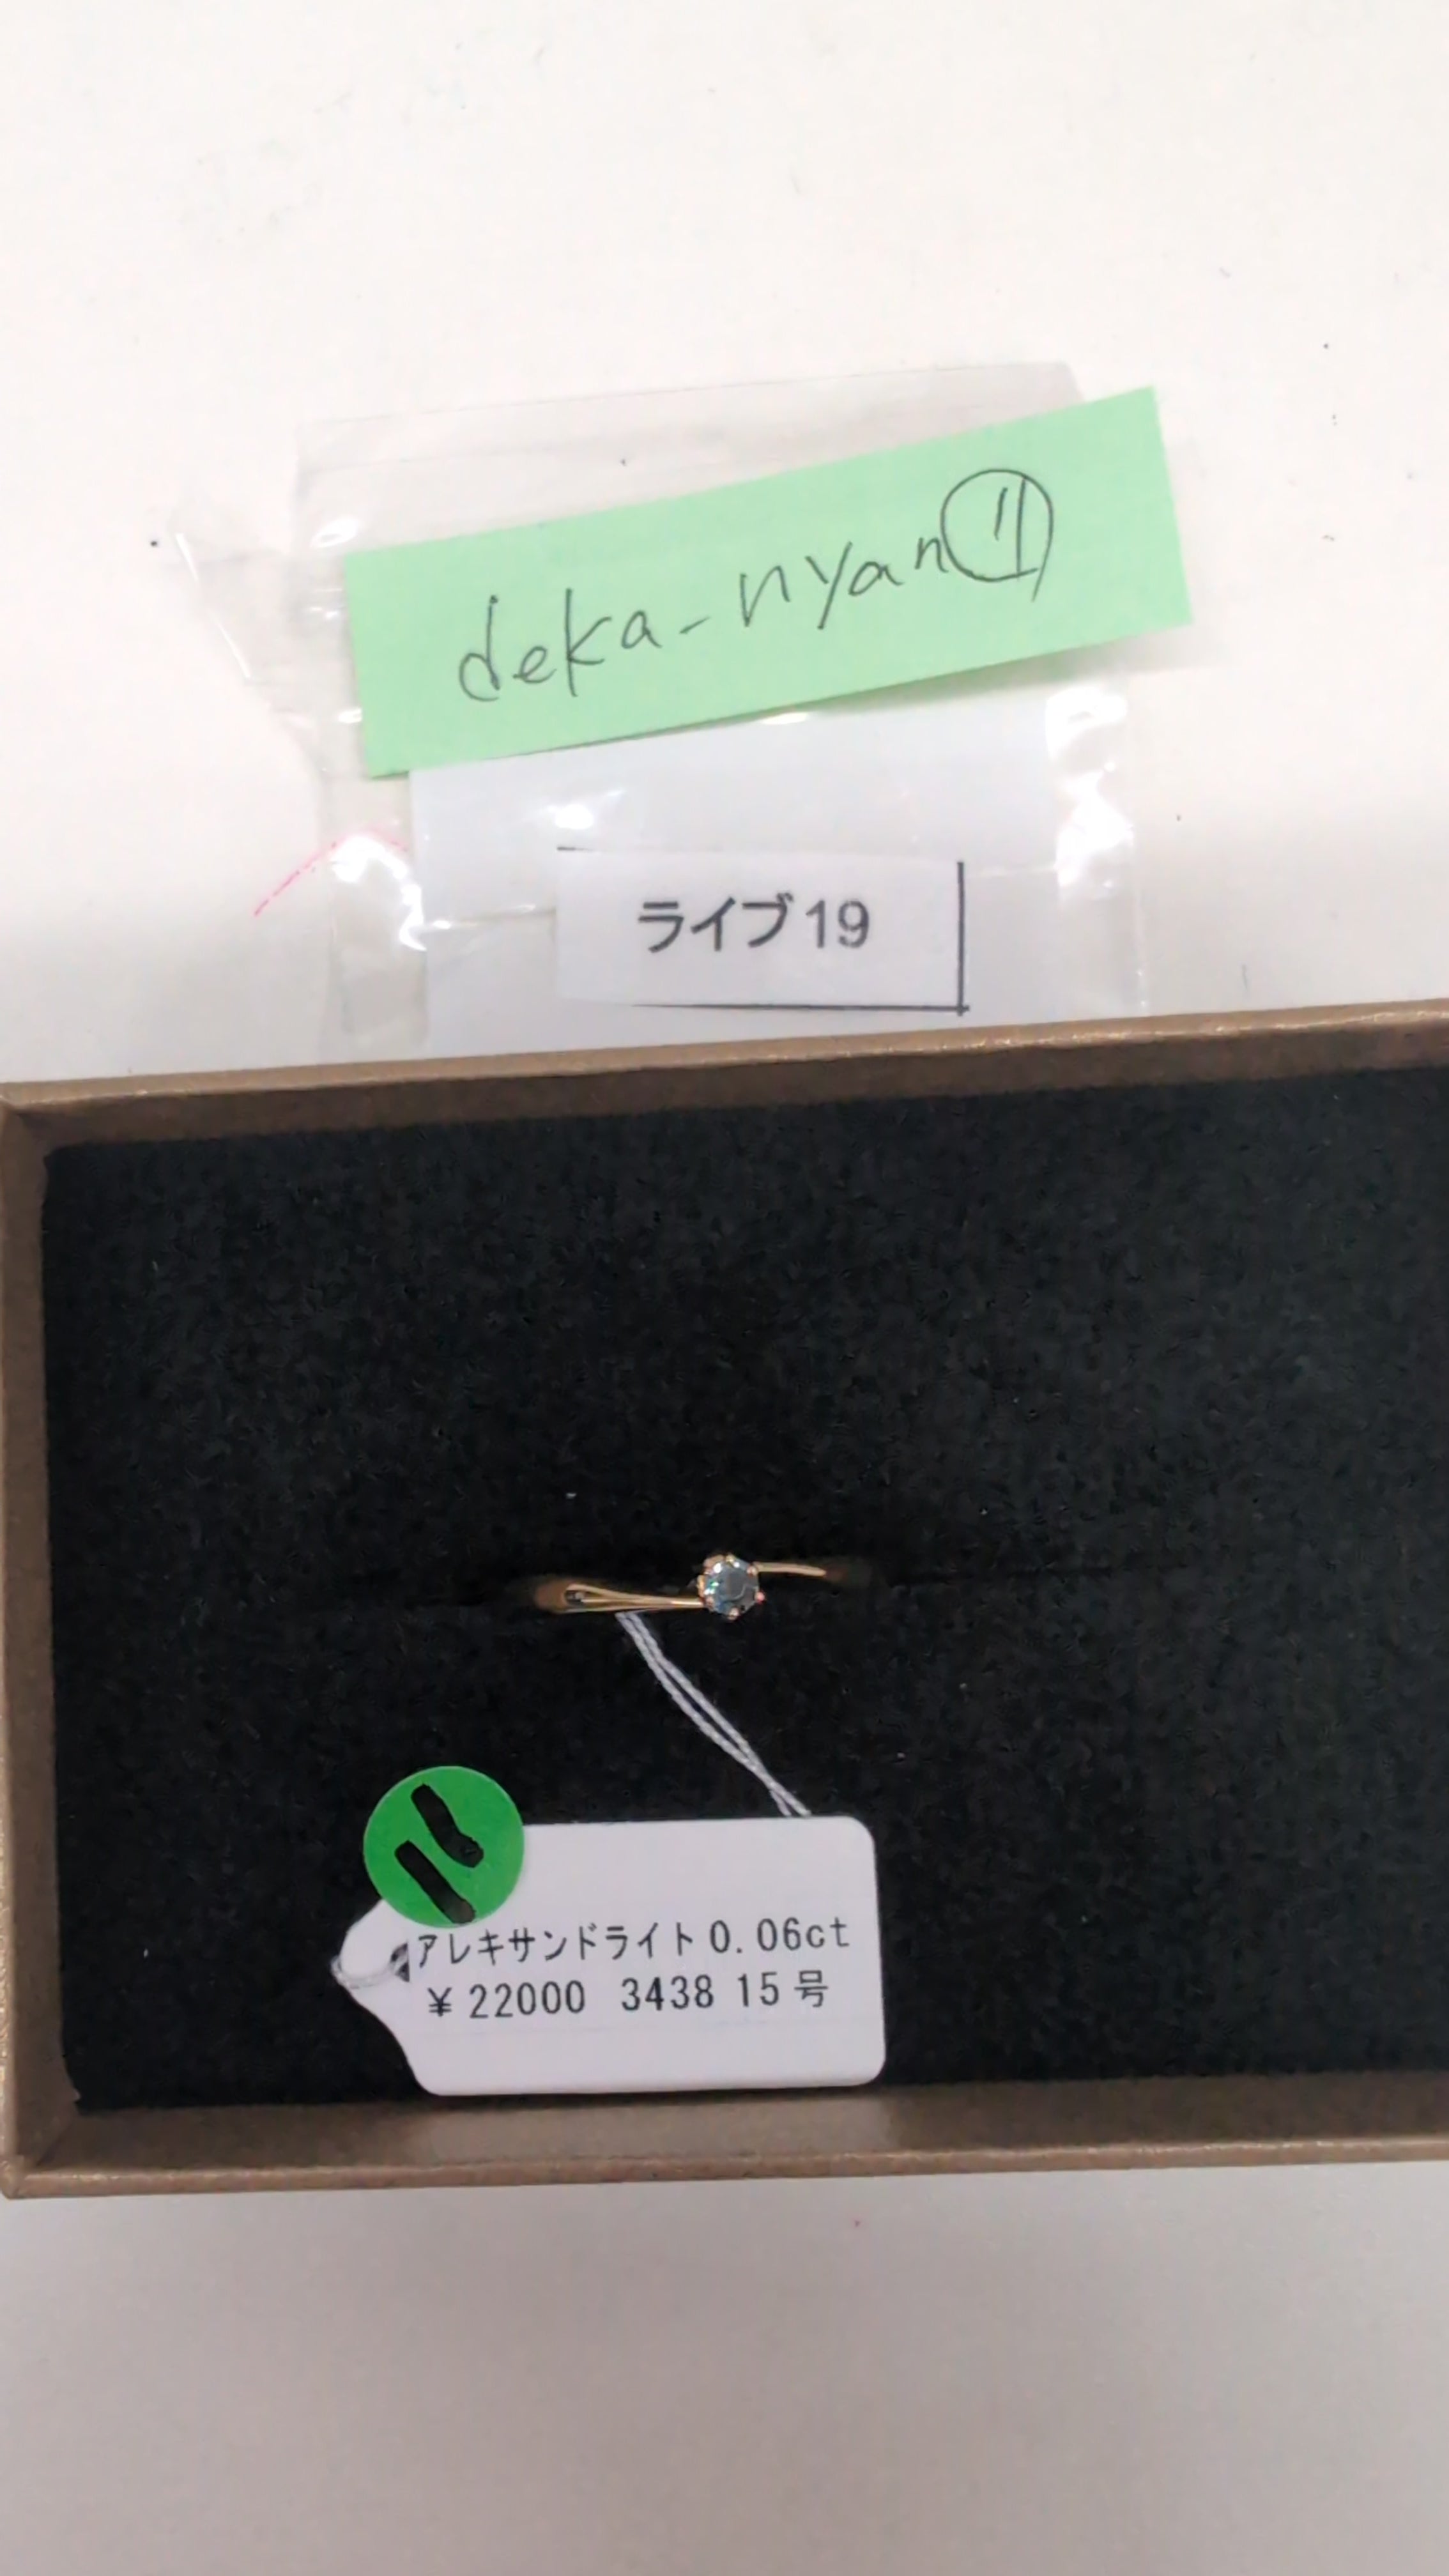 deka-nyan⑪
ライブ19
11
アレキサンドライト0.06ct
¥22000 3438 15号